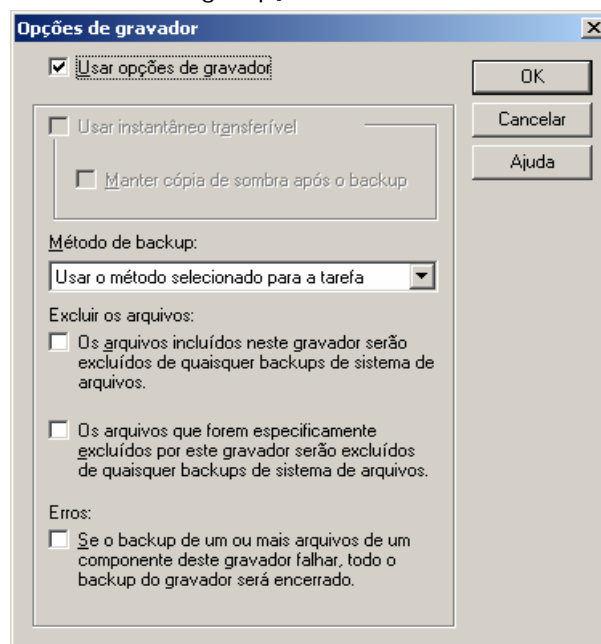 Opções de gravador
Usar opções de gravador
OK
Cancelar
Ajuda
Usar instantâneo transferível
Manter cópia de sombra após o backup
Método de backup:
Usar o método selecionado para a tarefa
Excluir os arquivos:
Os arquivos incluídos neste gravador serão
excluídos de quaisquer backups de sistema de
arquivos.
Os arquivos que forem especificamente
excluídos por este gravador serão excluídos
de quaisquer backups de sistema de arquivos.
Erros:
Se o backup de um ou mais arquivos de um
componente deste gravador falhar, todo o
backup do gravador será encerrado.